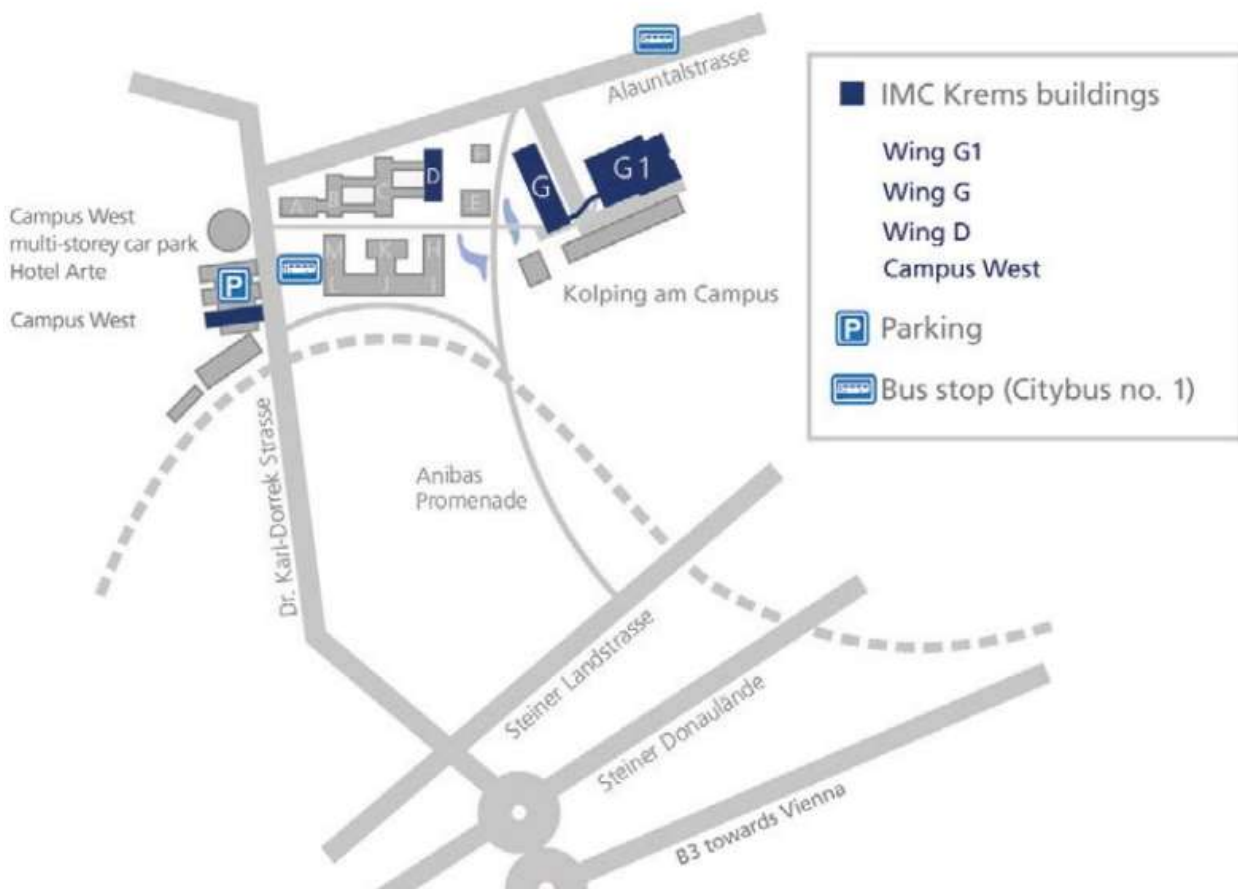 Alauntalstrasse
IMC Krems buildings
Wing G1
Wing G
Wing D
Campus West
P Parking
Bus stop (Citybus no. 1)
D
G
G1
A
B
C
E
Campus West
multi-storey car park
Hotel Arte
P
Campus West
M
K
H
L
J
I
Kolping am Campus
Dr. Karl-Dorrek Strasse
Anibas
Promenade
Steiner Landstrasse
Steiner Donaulände
B3 towards Vienna